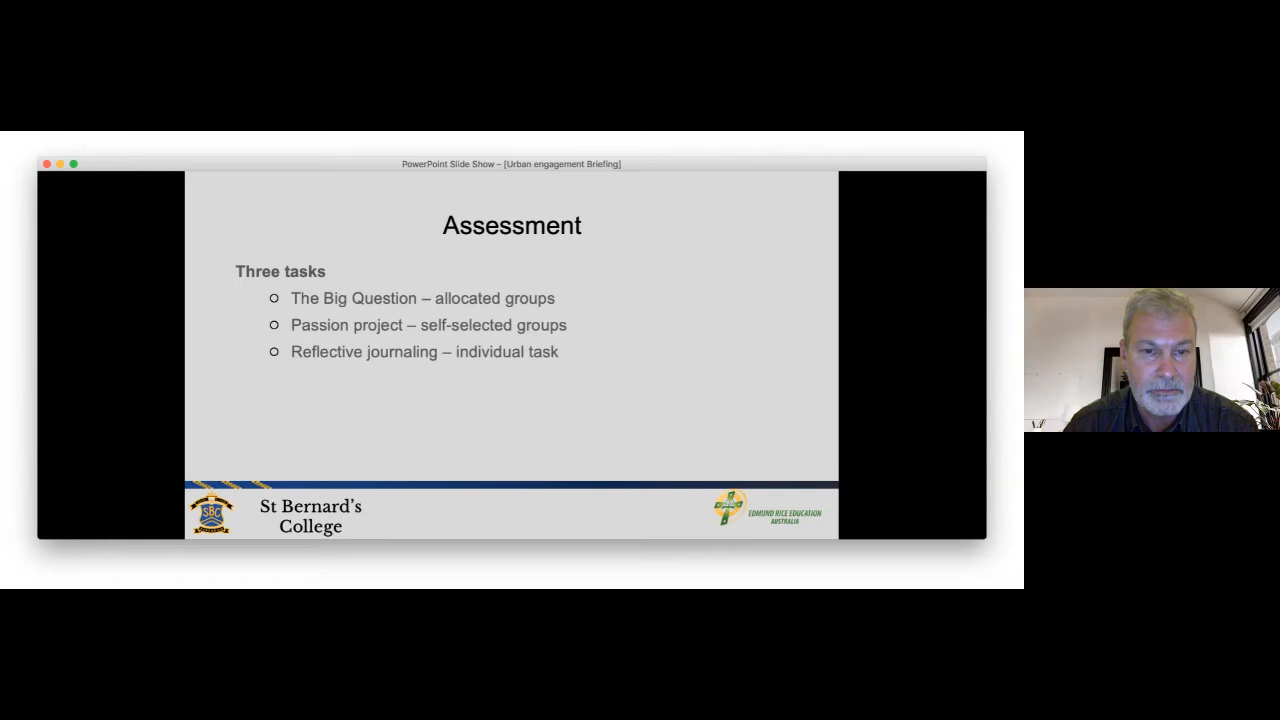 PowerPoint Slide Show – [Urban engagement Briefing]
Assessment
Three tasks
The Big Question – allocated groups
Passion project – self-selected groups
Reflective journaling – individual task
SBC
St Bernard's
College
EDMUND RICE EDUCATION
AUSTRALIA